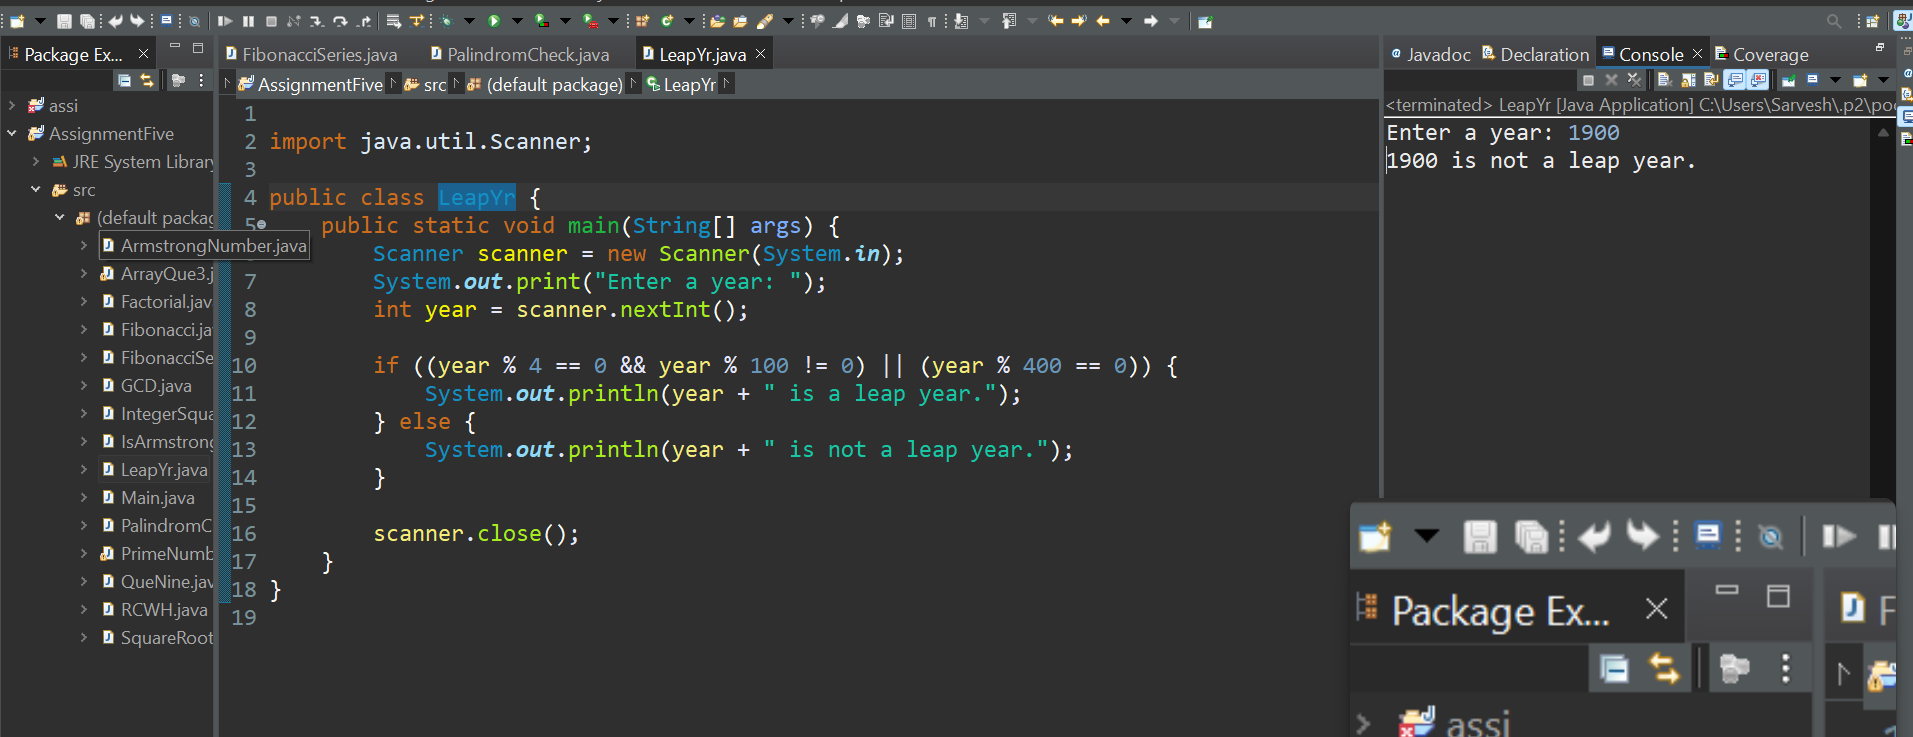 Package Ex...
FibonacciSeries.java
PalindromCheck.java
LeapYr.java
Javadoc
Declaration
Console
Coverage
AssignmentFive
src
(default package)
LeapYr
assi
AssignmentFive
JRE System Library
src
(default packag
ArmstrongNumber.java
ArrayQue3.j
Factorial.jav
Fibonacci.ja
FibonacciSe
GCD.java
IntegerSqua
IsArmstrong
LeapYr.java
Main.java
PalindromC
PrimeNumb
QueNine.jav
RCWH.java
SquareRoot
1
2 import java.util.Scanner;
3
4 public class LeapYr {
5 public static void main(String[] args) {
Scanner scanner = new Scanner(System.in);
7 System.out.print("Enter a year: ");
8 int year = scanner.nextInt();
9
10 if ((year % 4 == 0 && year % 100 != 0) || (year % 400 == 0)) {
11 System.out.println(year + " is a leap year.");
12 } else {
13 System.out.println(year + " is not a leap year.");
14 }
15
16 scanner.close();
17 }
18 }
19
<terminated> LeapYr [Java Application] C:\Users\Sarvesh\.p2\poo
Enter a year: 1900
1900 is not a leap year.
Package Ex...
F
assi